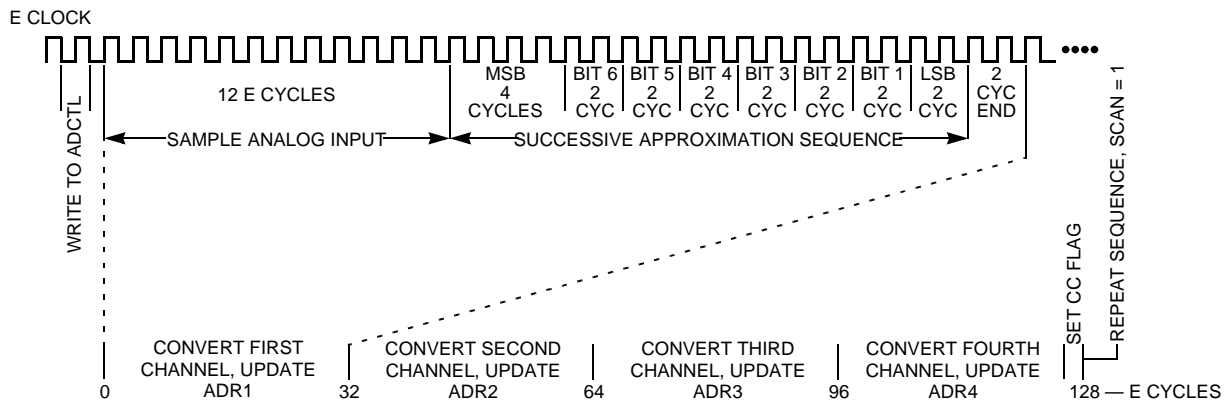 E CLOCK
WRITE TO ADCTL
12 E CYCLES
SAMPLE ANALOG INPUT
MSB
4
CYCLES
BIT 6
2
CYC
BIT 5
2
CYC
BIT 4
2
CYC
BIT 3
2
CYC
BIT 2
2
CYC
BIT 1
2
CYC
LSB
2
CYC
2
CYC
END
SUCCESSIVE APPROXIMATION SEQUENCE
CONVERT FIRST
CHANNEL, UPDATE
ADR1
CONVERT SECOND
CHANNEL, UPDATE
ADR2
CONVERT THIRD
CHANNEL, UPDATE
ADR3
CONVERT FOURTH
CHANNEL, UPDATE
ADR4
SET CC FLAG
REPEAT SEQUENCE, SCAN = 1
0
32
64
96
128 — E CYCLES